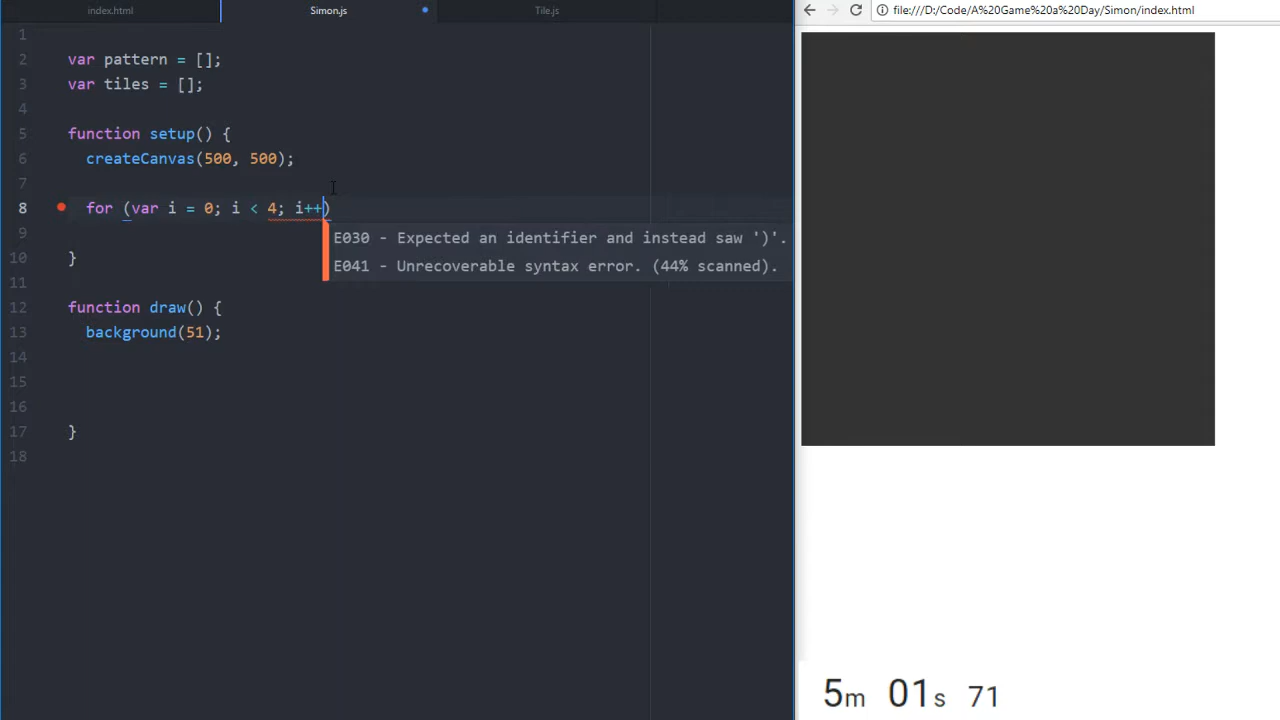 index.html
Simon.js
Tile.js
file:///D:/Code/A%20Game%20a%20Day/Simon/index.html
1
2 var pattern = [];
3 var tiles = [];
4
5 function setup() {
6 createCanvas(500, 500);
7
8 for (var i = 0; i < 4; i++)
E030 - Expected an identifier and instead saw ')'.
9
E041 - Unrecoverable syntax error. (44% scanned).
10 }
11
12 function draw() {
13 background(51);
14
15
16
17 }
18
5m 01s 71